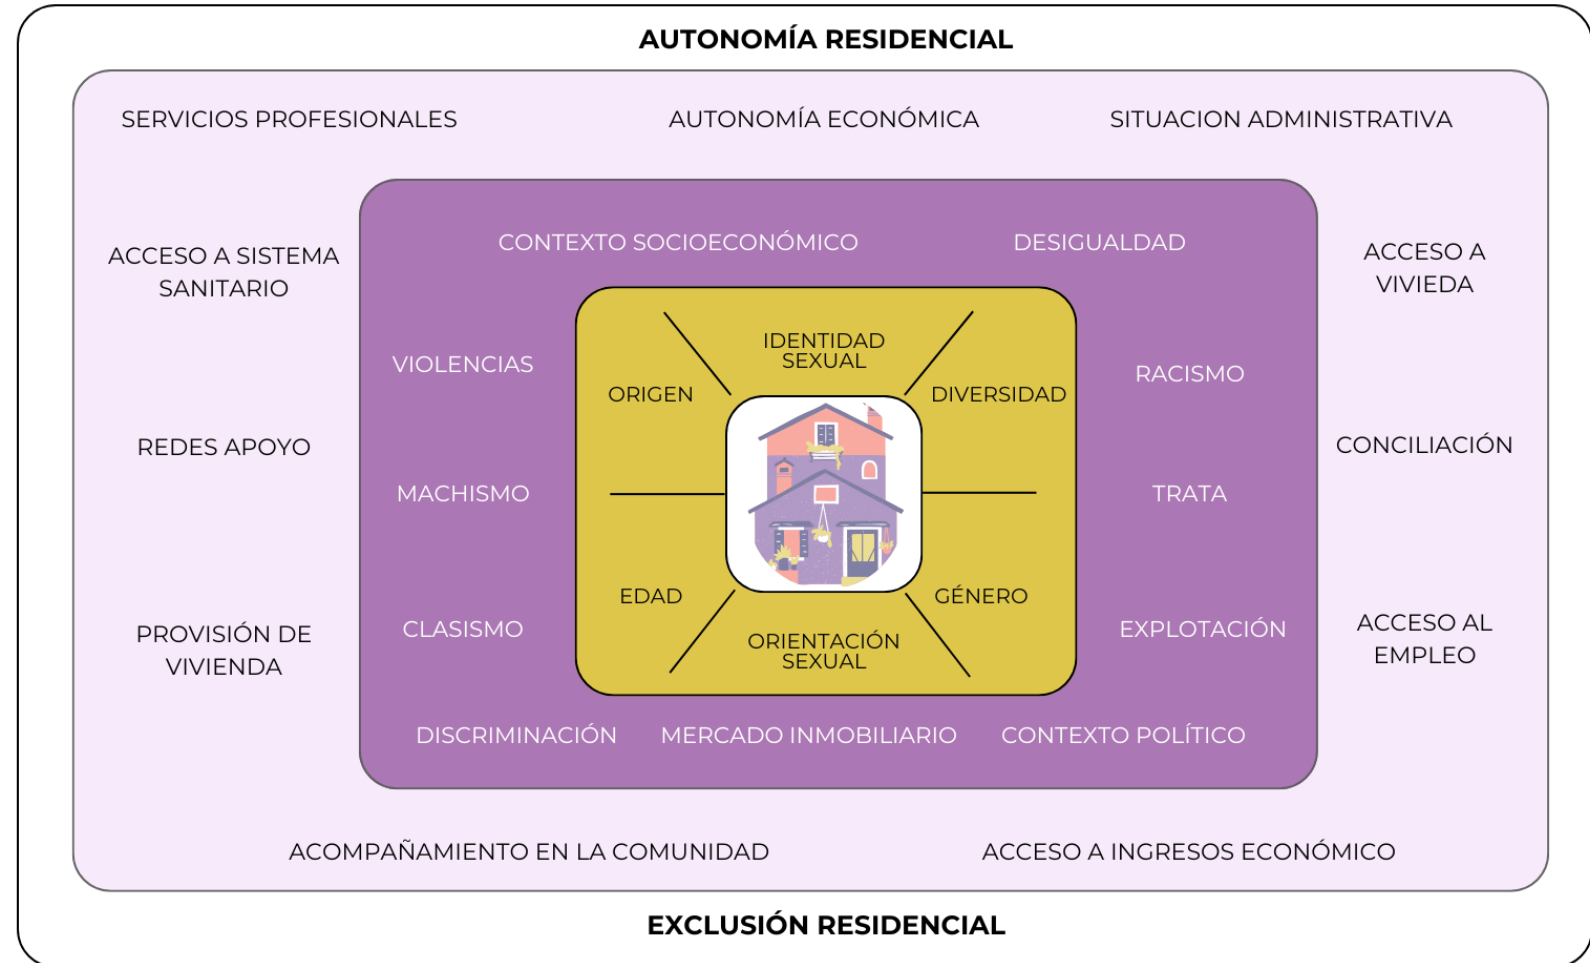 AUTONOMÍA RESIDENCIAL
SERVICIOS PROFESIONALES
AUTONOMÍA ECONÓMICA
SITUACION ADMINISTRATIVA
CONTEXTO SOCIOECONÓMICO
DESIGUALDAD
ACCESO A SISTEMA
SANITARIO
ACCESO A
VIVIEDA
IDENTIDAD
SEXUAL
VIOLENCIAS
RACISMO
ORIGEN
DIVERSIDAD
REDES APOYO
CONCILIACIÓN
MACHISMO
TRATA
EDAD
GÉNERO
PROVISIÓN DE
VIVIENDA
CLASISMO
ORIENTACIÓN
SEXUAL
EXPLOTACIÓN
ACCESO AL
EMPLEO
DISCRIMINACIÓN
MERCADO INMOBILIARIO
CONTEXTO POLÍTICO
ACOMPAÑAMIENTO EN LA COMUNIDAD
ACCESO A INGRESOS ECONÓMICO
EXCLUSIÓN RESIDENCIAL